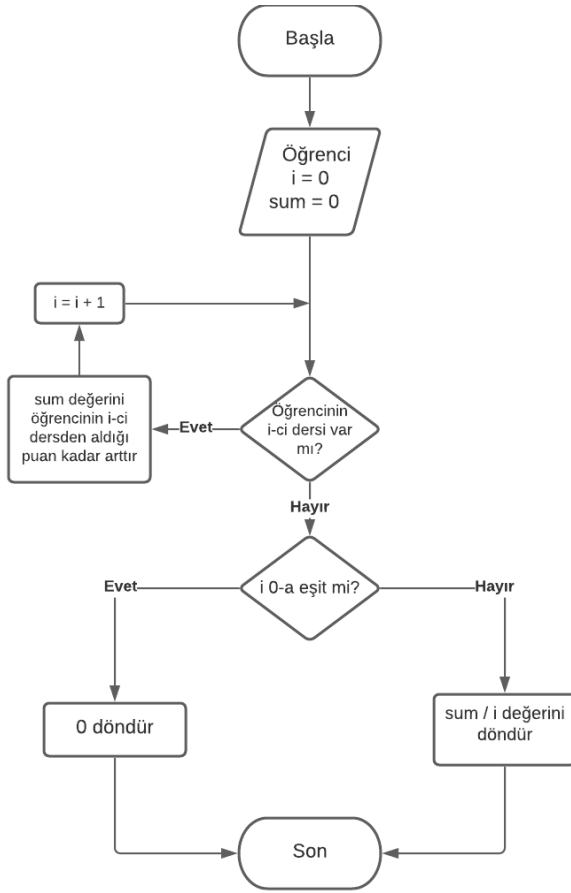 Başla
Öğrenci
i = 0
sum = 0
i = i + 1
sum değerini
öğrencinin i-ci
dersden aldığı
puan kadar arttır
Evet
Öğrencinin
i-ci dersi var
mı?
Hayır
i 0-a eşit mi?
Evet
Hayır
0 döndür
sum / i değerini
döndür
Son